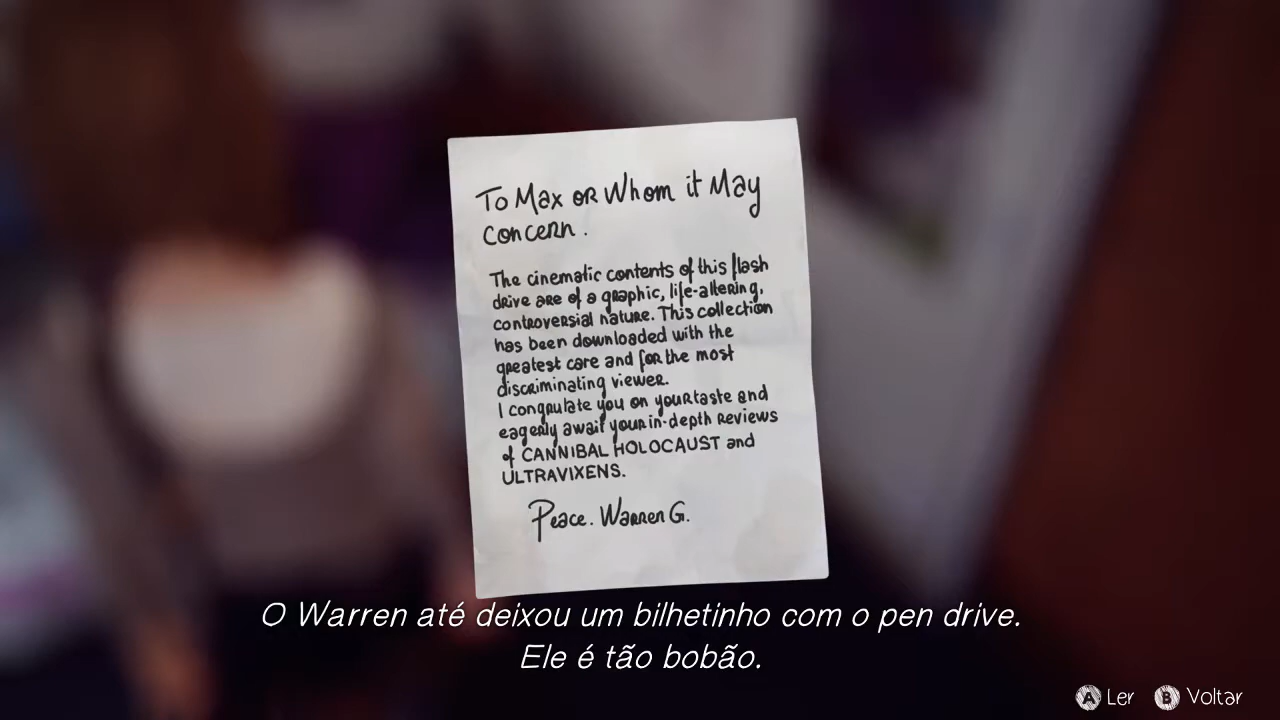 To Max or Whom it May
Concern.
The cinematic contents of this flash
drive are of a graphic, life-altering,
controversial nature. This collection
has been downloaded with the
greatest care and for the most
discriminating viewer.
I congrulate you on your taste and
eagerly await your in-depth reviews
of CANNIBAL HOLOCAUST and
ULTRAVIXENS.
Peace. Warren G.
O Warren até deixou um bilhetinho com o pen drive.
Ele é tão bobão.
A Ler B Voltar